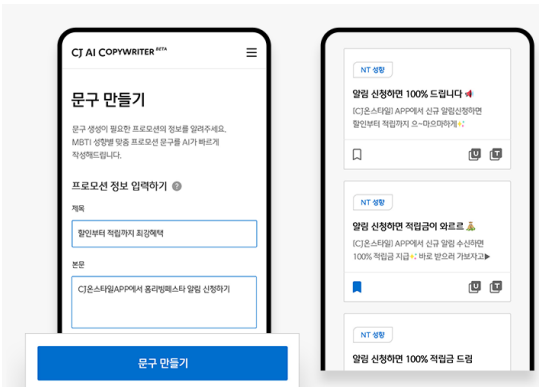 CJ AI COPYWRITER BETA
문구 만들기
문구 생성이 필요한 프로모션의 정보를 알려주세요.
MBTI 성향별 맞춤 프로모션 문구를 AI가 빠르게
작성해드립니다.
프로모션 정보 입력하기 ?
제목
할인부터 적립까지 최강혜택
본문
CJ온스타일APP에서 홈리빙페스타 알림 신청하기
문구 만들기
NT 성향
알림 신청하면 100% 드립니다
[CJ온스타일] APP에서 신규 알림신청하면
할인부터 적립까지 으~마으마하게
U T
NT 성향
알림 신청하면 적립금이 와르르
[CJ온스타일] APP에서 신규 알림 수신하면
100% 적립금 지급 바로 받으러 가보자고▶
U T
NT 성향
알림 신청하면 100% 적립금 드림